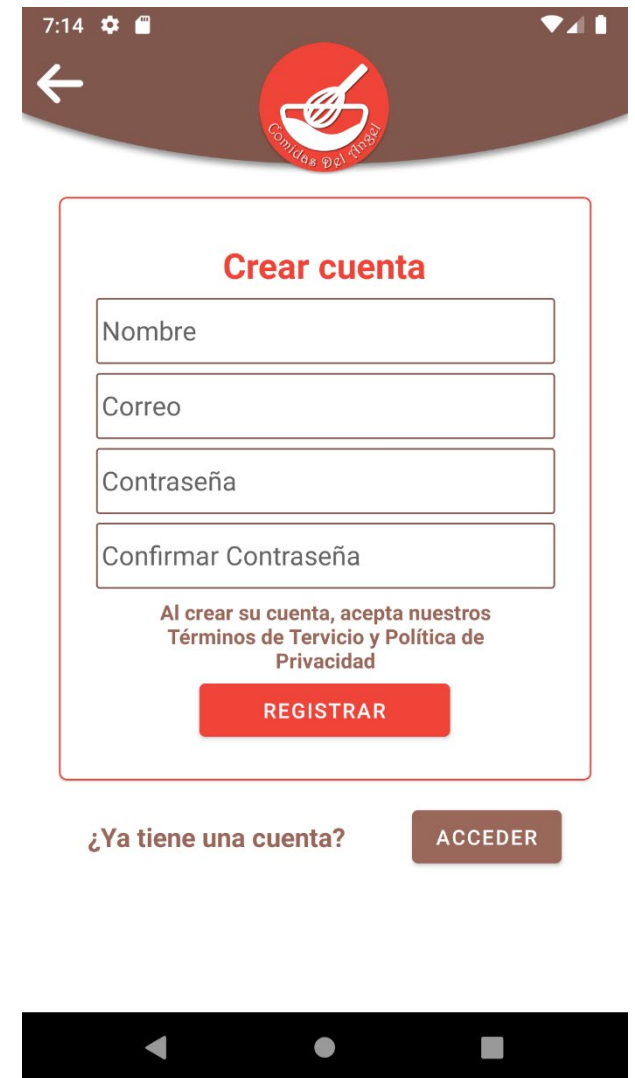 7:14
Comidas Del Angel
Crear cuenta
Nombre
Correo
Contraseña
Confirmar Contraseña
Al crear su cuenta, acepta nuestros
Términos de Tervicio y Política de
Privacidad
REGISTRAR
¿Ya tiene una cuenta?
ACCEDER